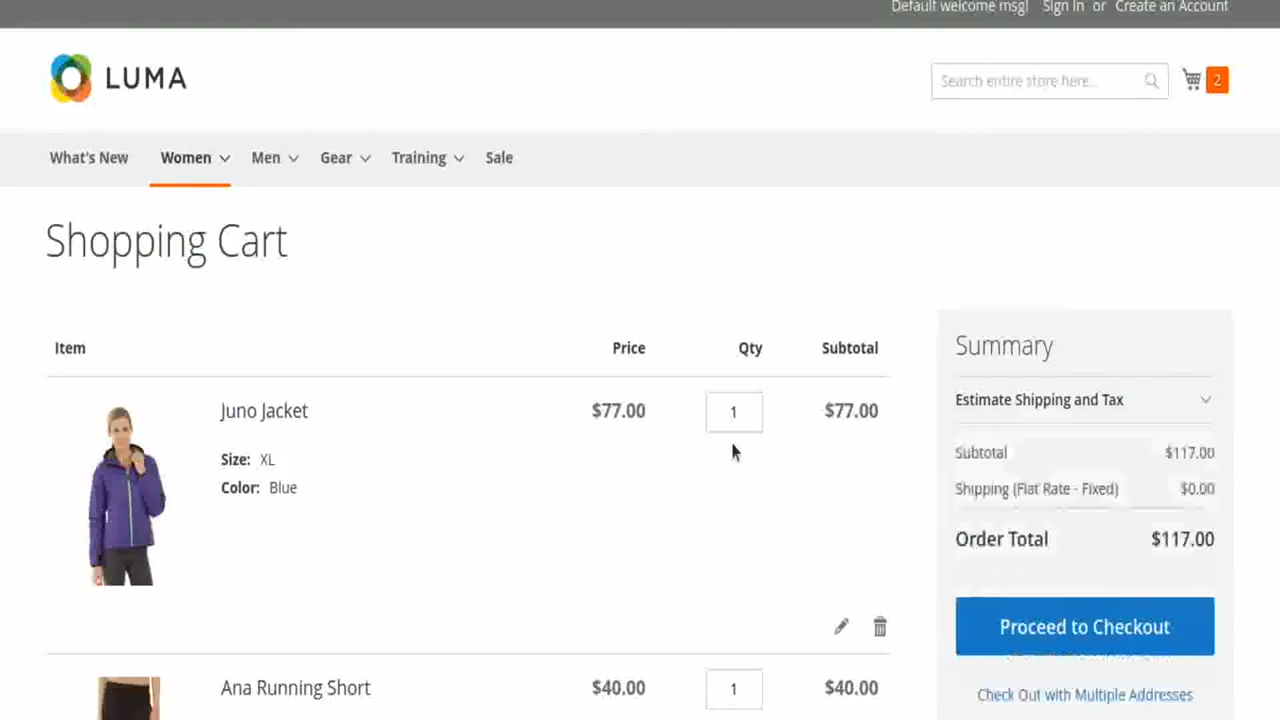 Default welcome msg! Sign In or Create an Account
LUMA
Search entire store here...
2
What's New Women Men Gear Training Sale
Shopping Cart
Item Price Qty Subtotal
Juno Jacket $77.00 1 $77.00
Size: XL
Color: Blue
Ana Running Short $40.00 1 $40.00
Summary
Estimate Shipping and Tax
Subtotal $117.00
Shipping (Flat Rate - Fixed) $0.00
Order Total $117.00
Proceed to Checkout
Check Out with Multiple Addresses